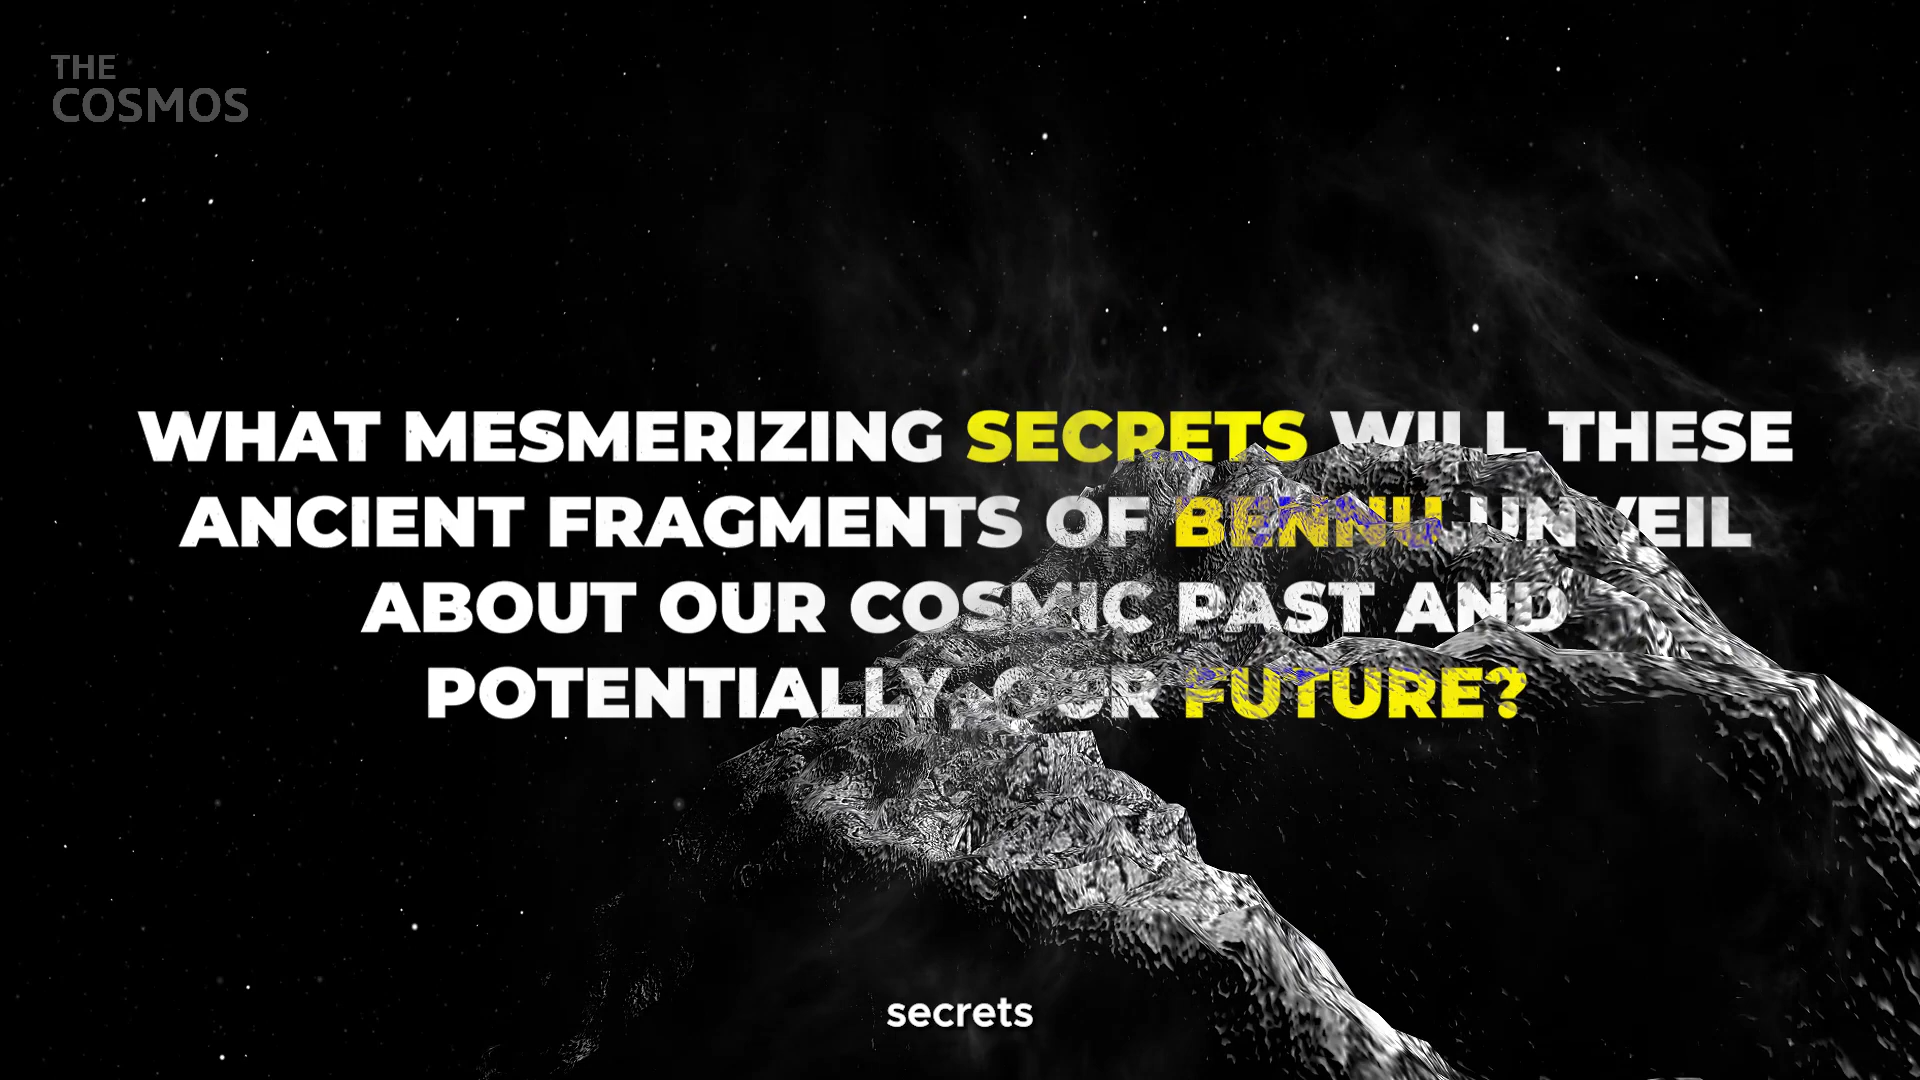 THE
COSMOS
WHAT MESMERIZING SECRETS WILL THESE
ANCIENT FRAGMENTS OF BENNU UNVEIL
ABOUT OUR COSMIC PAST AND
POTENTIALLY, OUR FUTURE?
secrets